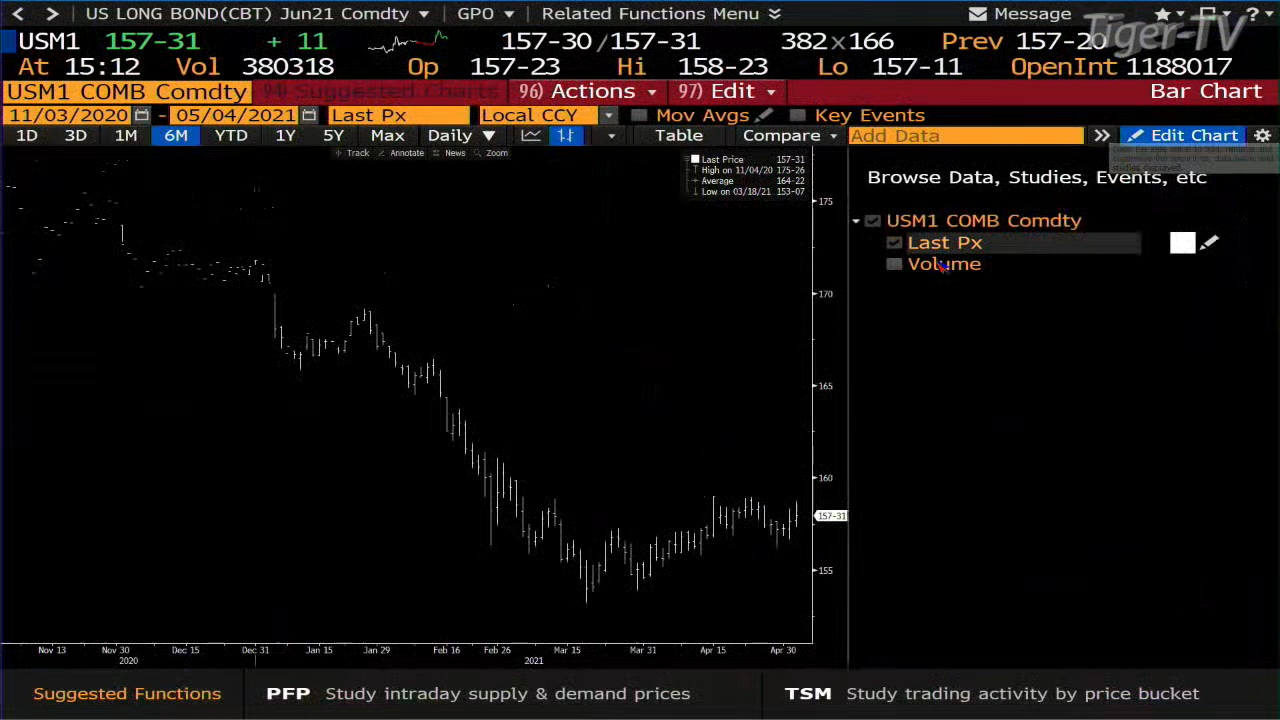 US LONG BOND(CBT) Jun21 Comdty GPO Related Functions Menu Message ?
Tiger-TV
USM1 157-31 + 11 157-30/157-31 382x166 Prev 157-20
At 15:12 Vol 380318 Op 157-23 Hi 158-23 Lo 157-11 OpenInt 1188017
USM1 COMB Comdty 94) Suggested Charts 96) Actions 97) Edit Bar Chart
11/03/2020 - 05/04/2021 Last Px Local CCY Mov Avgs Key Events
1D 3D 1M 6M YTD 1Y 5Y Max Daily Table Compare Add Data Edit Chart
Track Annotate News Zoom
Last Price 157-31
High on 11/04/20 175-26
Average 164-22
Low on 03/18/21 153-07
Browse Data, Studies, Events, etc
USM1 COMB Comdty
Last Px
Volume
175
170
165
160
157-31
155
Nov 13 Nov 30 Dec 15 Dec 31 Jan 15 Jan 29 Feb 16 Feb 26 Mar 15 Mar 31 Apr 15 Apr 30
2020 2021
Suggested Functions PFP Study intraday supply & demand prices TSM Study trading activity by price bucket